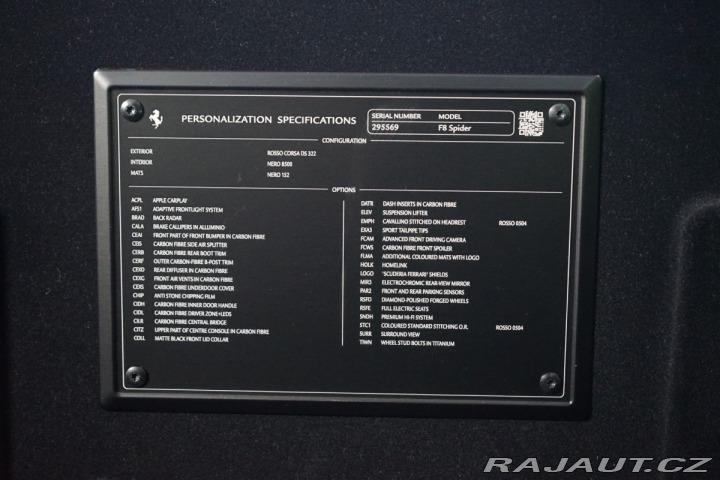 PERSONALIZATION SPECIFICATIONS
SERIAL NUMBER MODEL
295569 F8 Spider
CONFIGURATION
EXTERIOR ROSSO CORSA DS 322
INTERIOR NERO 8500
MATS NERO 152
OPTIONS
ACPL APPLE CARPLAY
AFS1 ADAPTIVE FRONTLIGHT SYSTEM
BRAD BACK RADAR
CALA BRAKE CALLIPERS IN ALLUMINIO
CEAI FRONT PART OF FRONT BUMPER IN CARBON FIBRE
CEIS CARBON FIBRE SIDE AIR SPLITTER
CERB CARBON FIBRE REAR BOOT TRIM
CERP OUTER CARBON-FIBRE B-POST TRIM
CEXD REAR DIFFUSER IN CARBON FIBRE
CEXG FRONT AIR VENTS IN CARBON FIBRE
CEXS CARBON FIBRE UNDERDOOR COVER
CHIP ANTI STONE CHIPPING FILM
CIDH CARBON FIBRE INNER DOOR HANDLE
CIDL CARBON FIBRE DRIVER ZONE+LEDS
CILR CARBON FIBRE CENTRAL BRIDGE
CITZ UPPER PART OF CENTRE CONSOLE IN CARBON FIBRE
COLL MATTE BLACK FRONT LID COLLAR
DATR DASH INSERTS IN CARBON FIBRE
ELEV SUSPENSION LIFTER
EMPH CAVALLINO STITCHED ON HEADREST ROSSO 0504
EXA3 SPORT TAILPIPE TIPS
FCAM ADVANCED FRONT DRIVING CAMERA
FCWS CARBON FIBRE FRONT SPOILER
FLMA ADDITIONAL COLOURED MATS WITH LOGO
HOLK HOMELINK
LOGO "SCUDERIA FERRARI" SHIELDS
MIR3 ELECTROCHROMIC REAR-VIEW MIRROR
PAR2 FRONT AND REAR PARKING SENSORS
RSFD DIAMOND-POLISHED FORGED WHEELS
RSFE FULL ELECTRIC SEATS
SNDH PREMIUM HI-FI SYSTEM
STC1 COLOURED STANDARD STITCHING O.R. ROSSO 0504
SURR SURROUND VIEW
TIWN WHEEL STUD BOLTS IN TITANIUM
RAJAUT.CZ